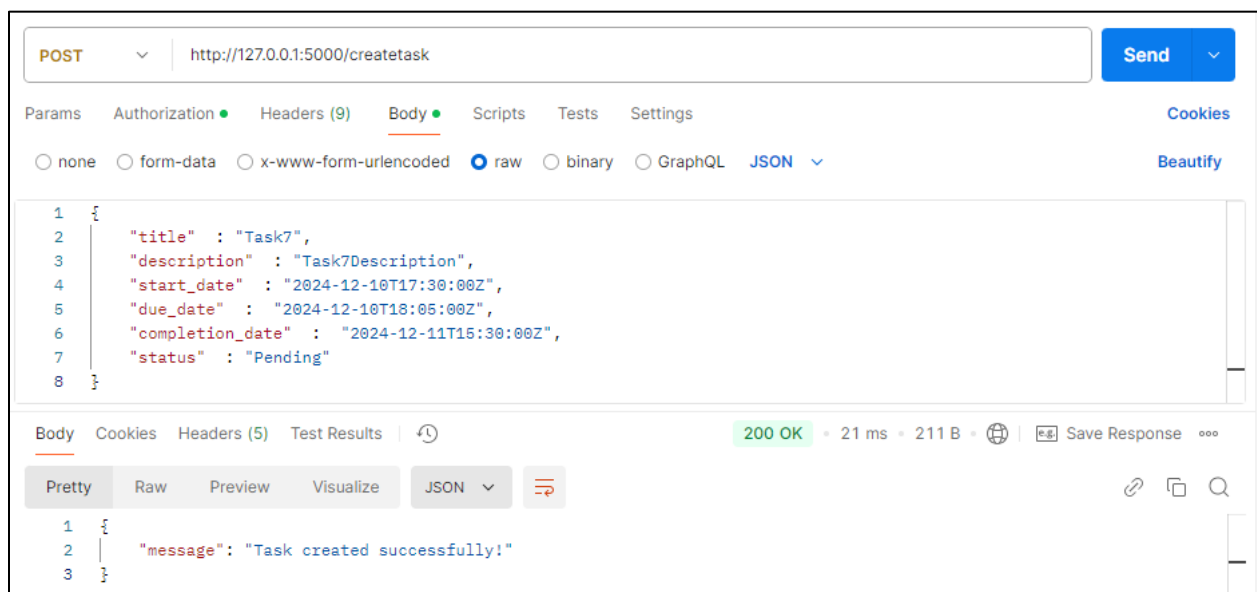 POST http://127.0.0.1:5000/createtask Send
Params Authorization Headers (9) Body Scripts Tests Settings Cookies
none form-data x-www-form-urlencoded raw binary GraphQL JSON Beautify
1 {
2 "title" : "Task7",
3 "description" : "Task7Description",
4 "start_date" : "2024-12-10T17:30:00Z",
5 "due_date" : "2024-12-10T18:05:00Z",
6 "completion_date" : "2024-12-11T15:30:00Z",
7 "status" : "Pending"
8 }
Body Cookies Headers (5) Test Results 200 OK 21 ms 211 B e.g. Save Response
Pretty Raw Preview Visualize JSON
1 {
2 "message": "Task created successfully!"
3 }